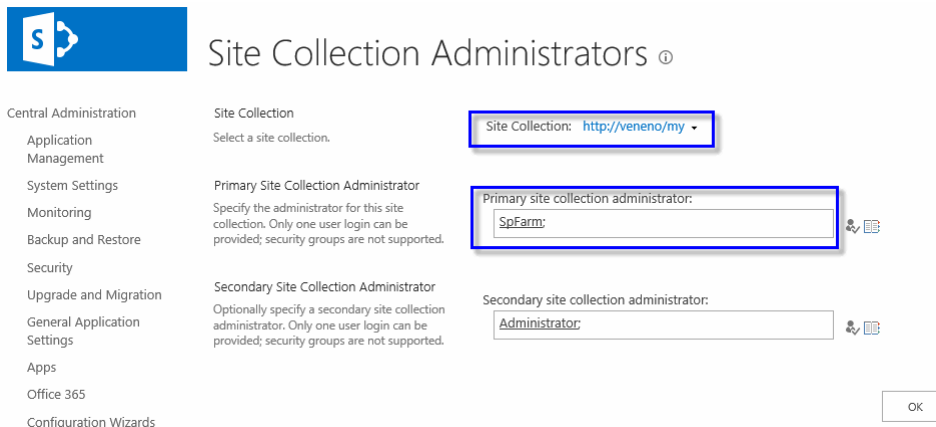 S
Site Collection Administrators
Central Administration
Application
Management
System Settings
Monitoring
Backup and Restore
Security
Upgrade and Migration
General Application
Settings
Apps
Office 365
Configuration Wizards
Site Collection
Select a site collection.
Site Collection: http://veneno/my
Primary Site Collection Administrator
Specify the administrator for this site
collection. Only one user login can be
provided; security groups are not supported.
Primary site collection administrator:
SpFarm;
Secondary Site Collection Administrator
Optionally specify a secondary site collection
administrator. Only one user login can be
provided; security groups are not supported.
Secondary site collection administrator:
Administrator;
OK